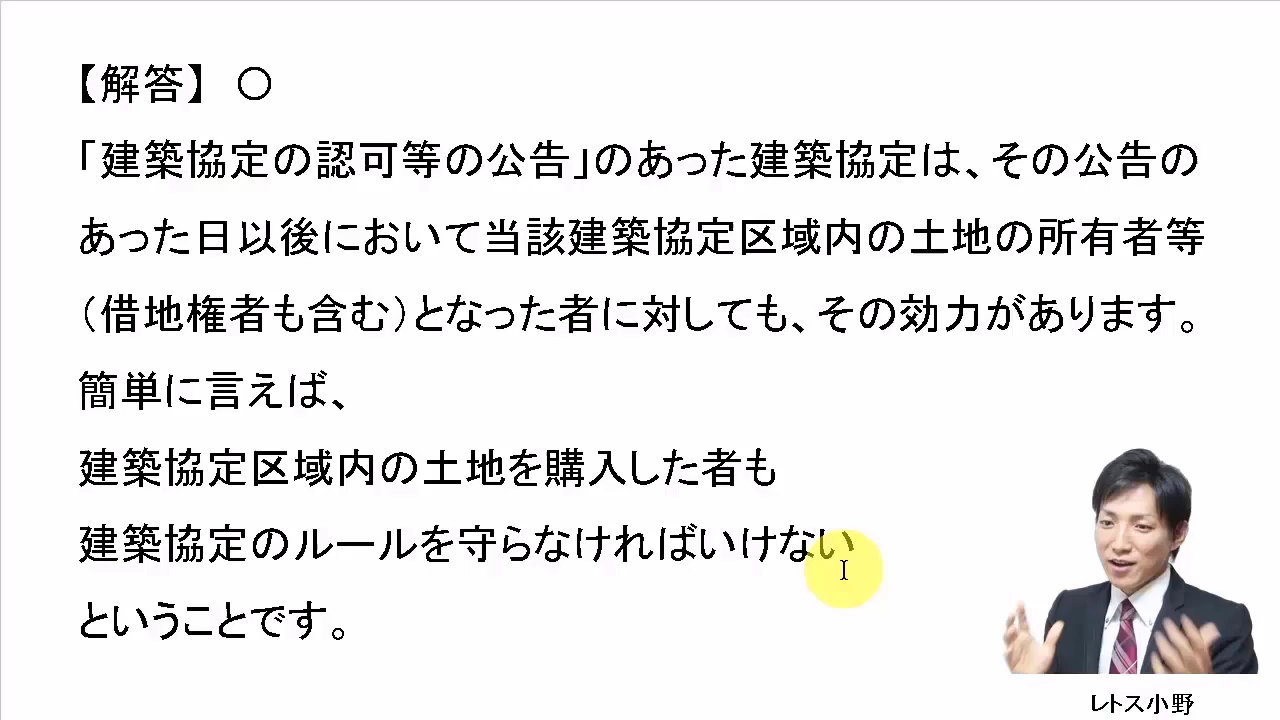 【解答】 〇
「建築協定の認可等の公告」のあった建築協定は、その公告の
あった日以後において当該建築協定区域内の土地の所有者等
（借地権者も含む）となった者に対しても、その効力があります。
簡単に言えば、
建築協定区域内の土地を購入した者も
建築協定のルールを守らなければいけない
ということです。
レトス小野